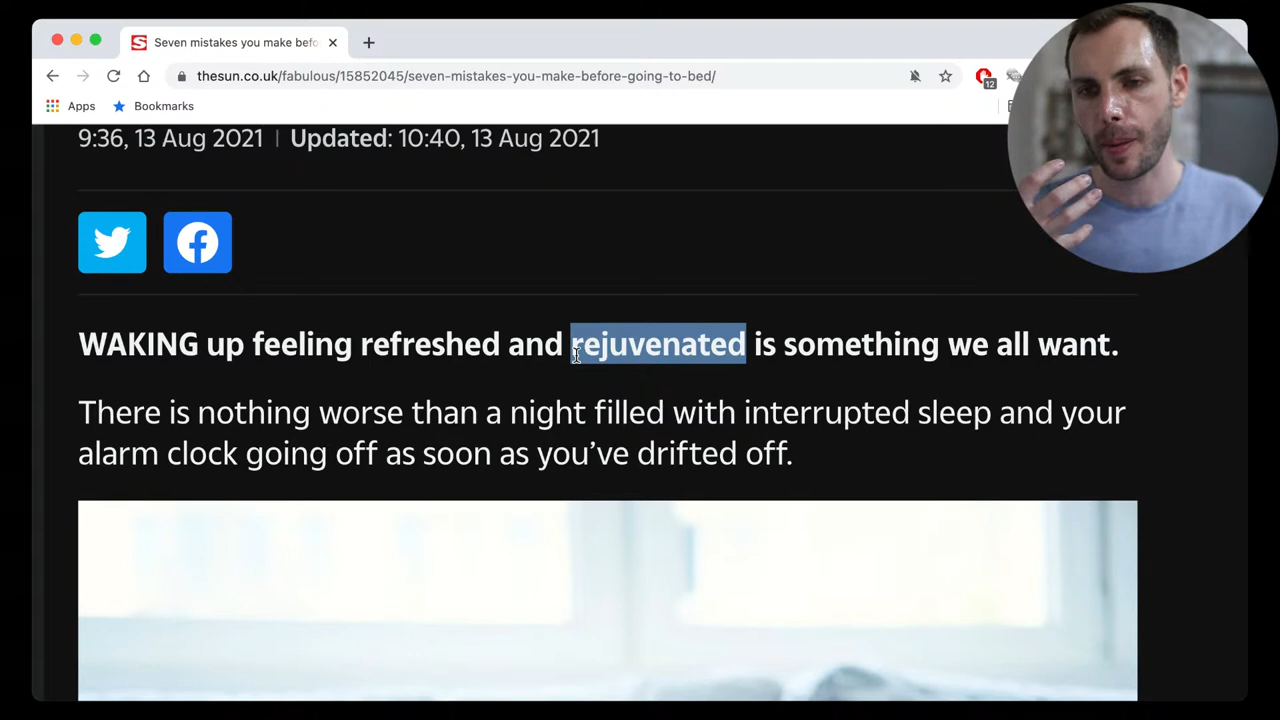 S Seven mistakes you make befo
thesun.co.uk/fabulous/15852045/seven-mistakes-you-make-before-going-to-bed/
12
Apps Bookmarks
9:36, 13 Aug 2021 | Updated: 10:40, 13 Aug 2021
WAKING up feeling refreshed and rejuvenated is something we all want.
There is nothing worse than a night filled with interrupted sleep and your
alarm clock going off as soon as you’ve drifted off.